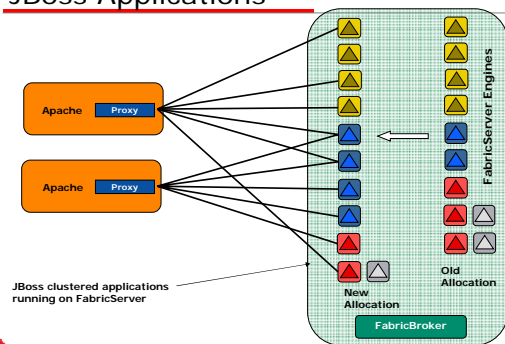 JBoss Applications
Apache
Proxy
Apache
Proxy
FabricServer Engines
JBoss clustered applications
running on FabricServer
New
Allocation
Old
Allocation
FabricBroker